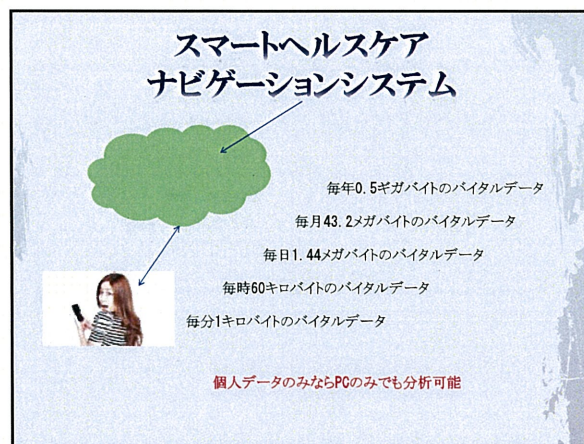 スマートヘルスケア
ナビゲーションシステム
毎年0.5ギガバイトのバイタルデータ
毎月43.2メガバイトのバイタルデータ
毎日1.44メガバイトのバイタルデータ
毎時60キロバイトのバイタルデータ
毎分1キロバイトのバイタルデータ
個人データのみならPCのみでも分析可能